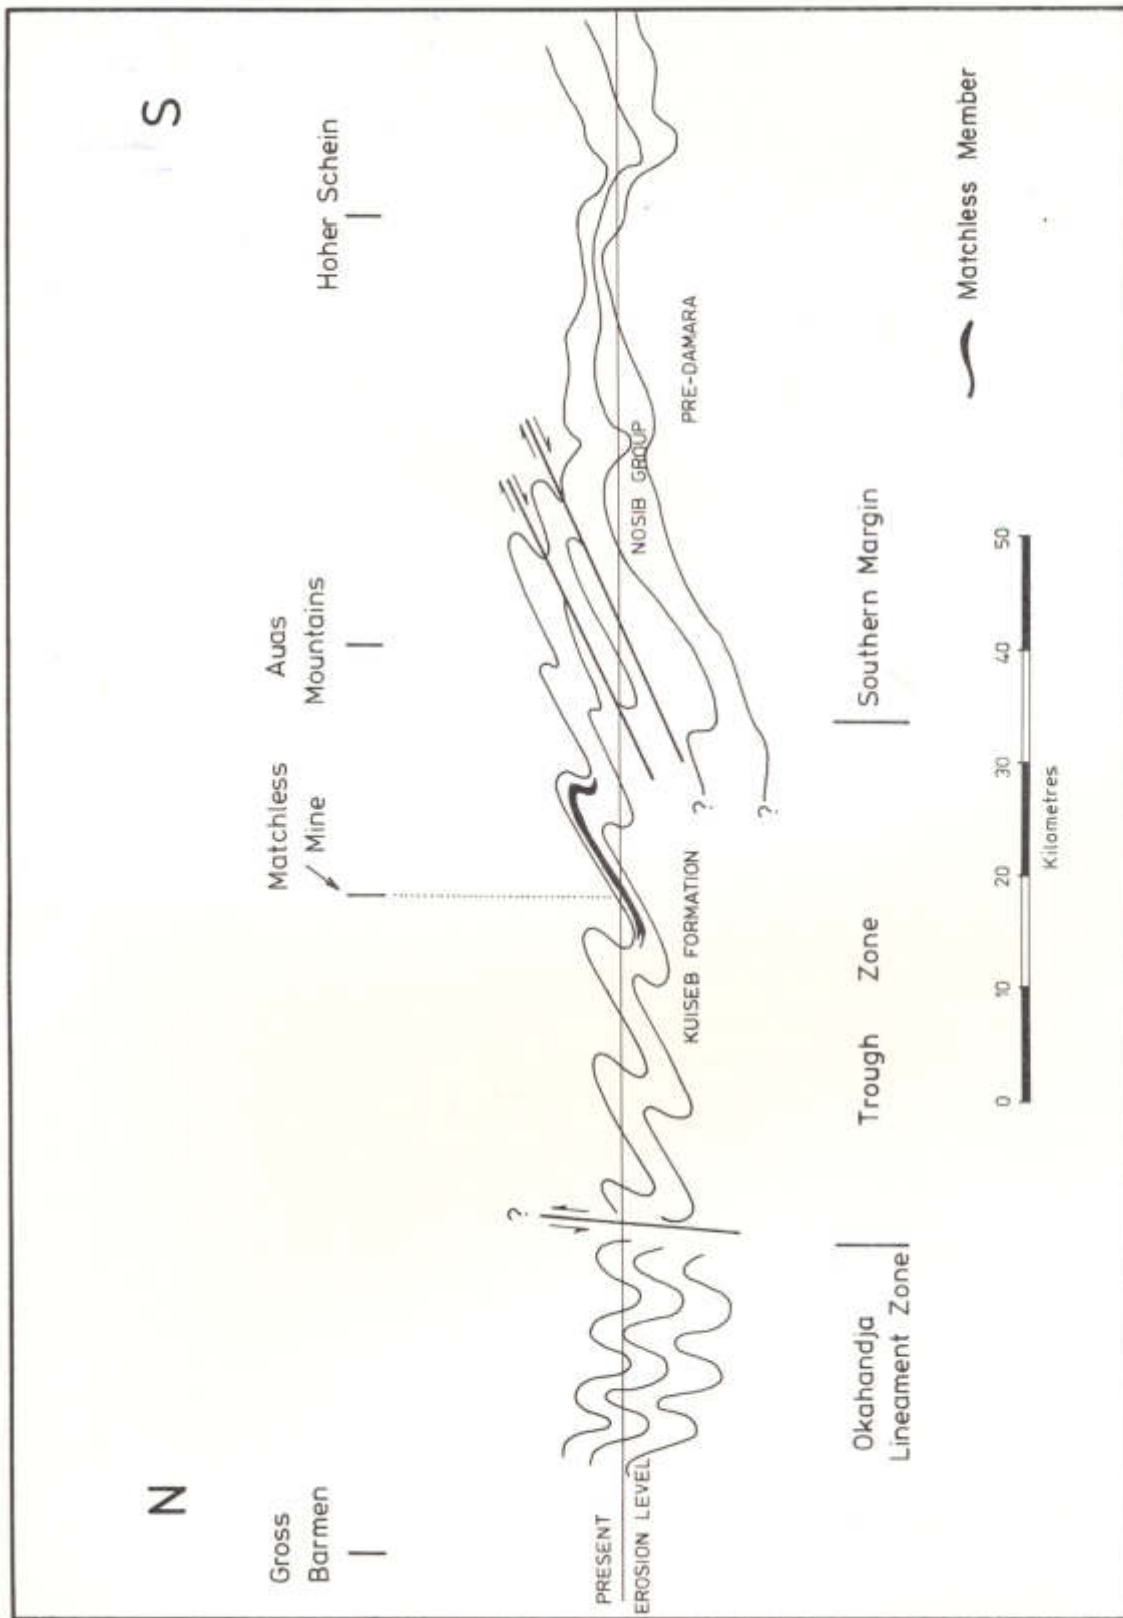 N
S
Gross
Barmen
Matchless
Mine
Auas
Mountains
Hoher Schein
PRESENT
EROSION LEVEL
?
KUISEB FORMATION
?
?
NOSIB GROUP
PRE-DAMARA
Okahandja
Lineament Zone
Trough Zone
Southern Margin
Matchless Member
0 10 20 30 40 50
Kilometres